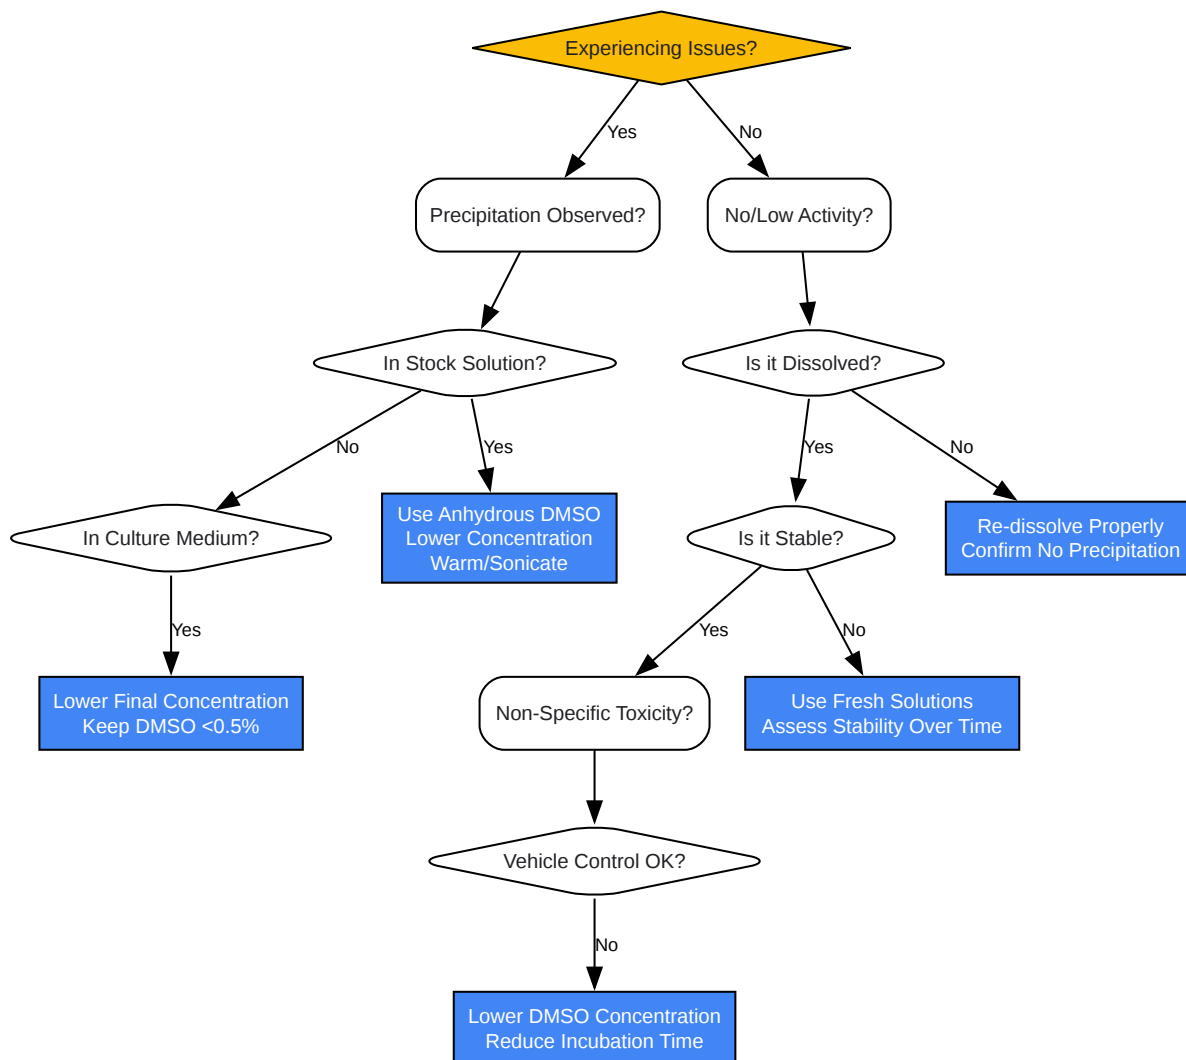 Experiencing Issues?
Yes
No
Precipitation Observed?
No/Low Activity?
In Stock Solution?
Is it Dissolved?
No
Yes
Yes
No
In Culture Medium?
Use Anhydrous DMSO
Lower Concentration
Warm/Sonicate
Is it Stable?
Re-dissolve Properly
Confirm No Precipitation
Yes
Yes
No
Lower Final Concentration
Keep DMSO <0.5%
Non-Specific Toxicity?
Use Fresh Solutions
Assess Stability Over Time
Vehicle Control OK?
No
Lower DMSO Concentration
Reduce Incubation Time